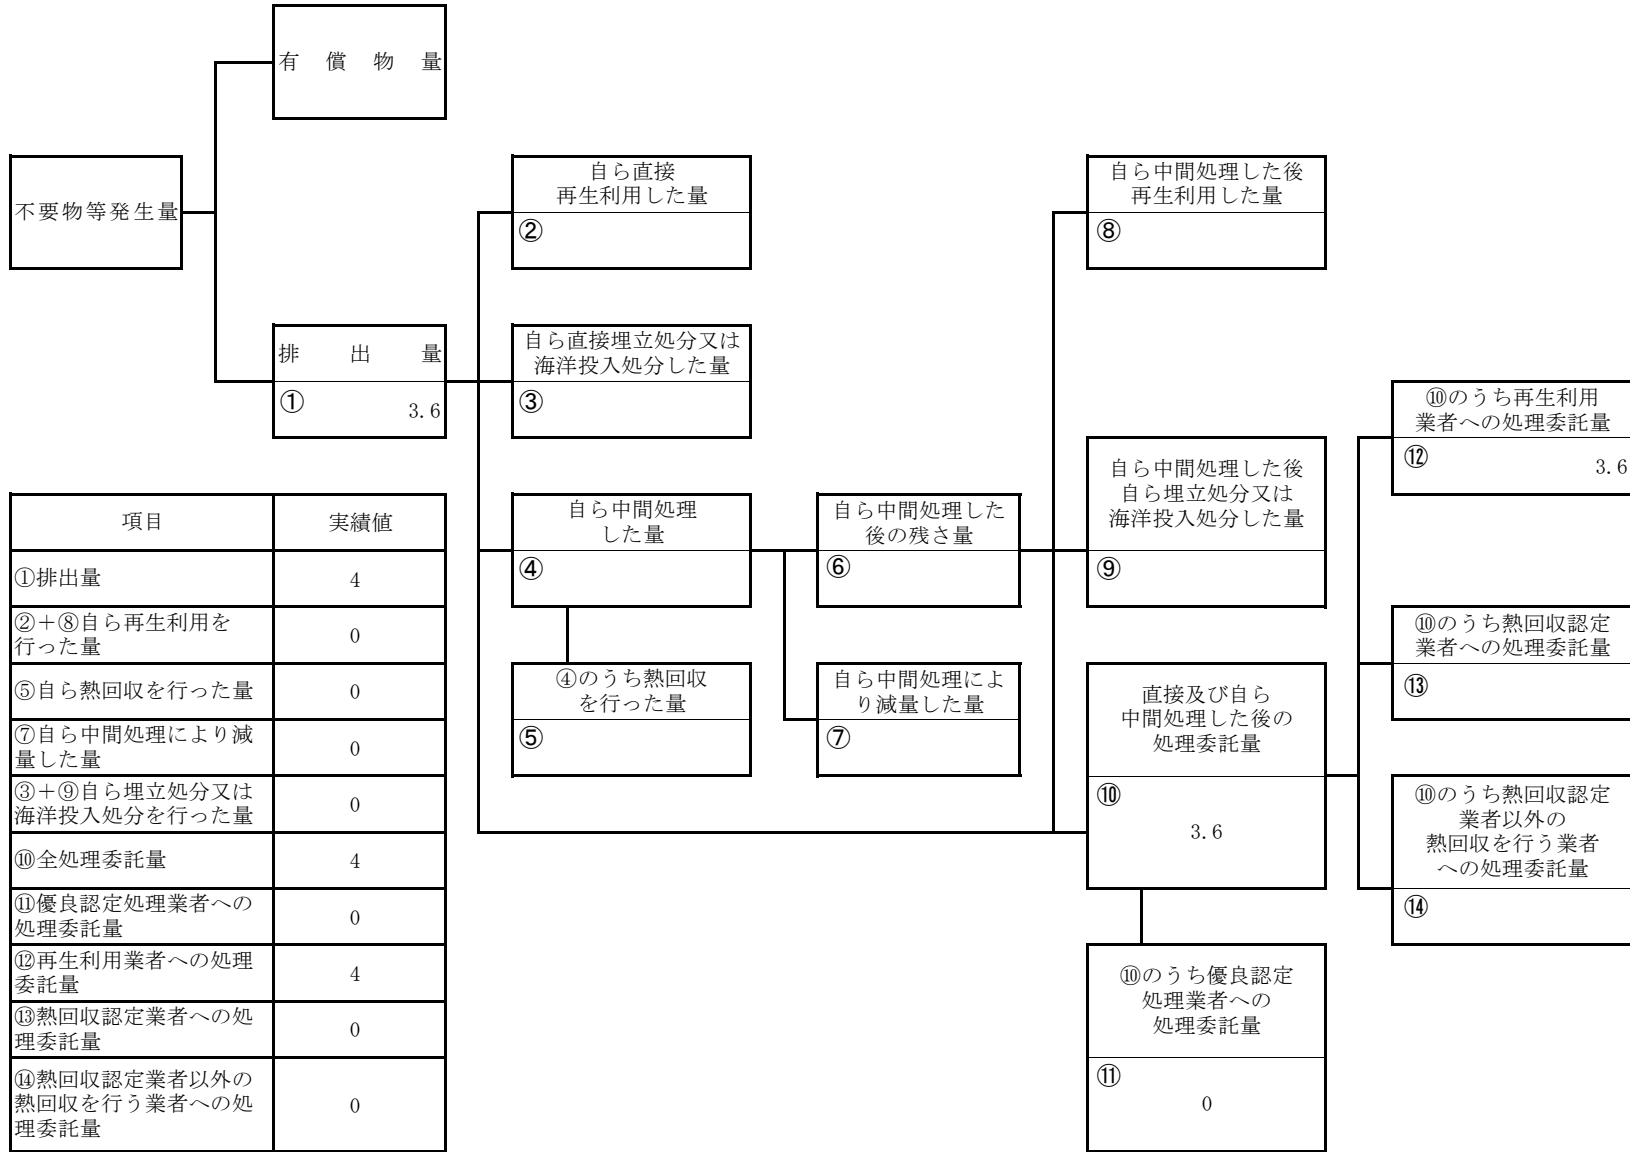 有償物量
不要物等発生量
自ら直接
再生利用した量
②
自ら中間処理した後
再生利用した量
⑧
排出量
①
3.6
自ら直接埋立処分又は
海洋投入処分した量
③
⑩のうち再生利用
業者への処理委託量
⑫
3.6
自ら中間処理した後
自ら埋立処分又は
海洋投入処分した量
⑨
自ら中間処理
した量
④
自ら中間処理した
後の残さ量
⑥
④のうち熱回収
を行った量
⑤
自ら中間処理によ
り減量した量
⑦
直接及び自ら
中間処理した後の
処理委託量
⑩
3.6
⑩のうち熱回収認定
業者への処理委託量
⑬
⑩のうち熱回収認定
業者以外の
熱回収を行う業者
への処理委託量
⑭
⑩のうち優良認定
処理業者への
処理委託量
⑪
0
項目 実績値
①排出量 4
②＋⑧自ら再生利用を
行った量 0
⑤自ら熱回収を行った量 0
⑦自ら中間処理により減
量した量 0
③＋⑨自ら埋立処分又は
海洋投入処分を行った量 0
⑩全処理委託量 4
⑪優良認定処理業者への
処理委託量 0
⑫再生利用業者への処理
委託量 4
⑬熱回収認定業者への処
理委託量 0
⑭熱回収認定業者以外の
熱回収を行う業者への処
理委託量 0